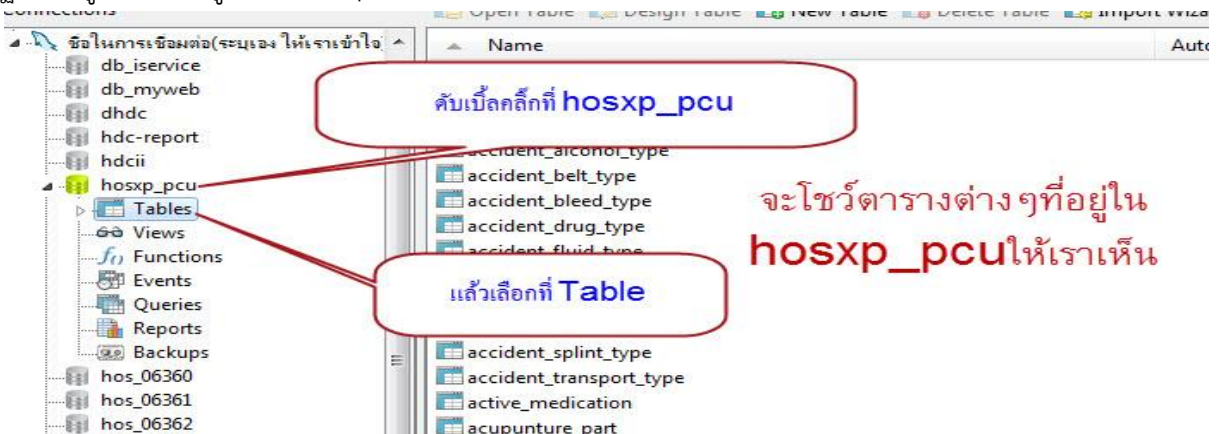 Connections
Open Table Design Table New Table Delete Table Import Wiza
ชื่อในการเชื่อมต่อ(ระบุเอง ให้เราเข้าใจ)
db_iservice
db_myweb
dhdc
hdc-report
hdcii
hosxp_pcu
Tables
Views
Functions
Events
Queries
Reports
Backups
hos_06360
hos_06361
hos_06362
Name
Auto
ดับเบิ้ลคลิ๊กที่ hosxp_pcu
accident_alcohol_type
accident_belt_type
accident_bleed_type
accident_drug_type
accident_fluid_type
แล้วเลือกที่ Table
accident_splint_type
accident_transport_type
active_medication
acupunture_part
จะโชว์ตารางต่างๆที่อยู่ใน
hosxp_pcuให้เราเห็น